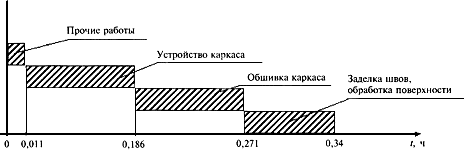 Прочие работы
Устройство каркаса
Обшивка каркаса
Заделка швов,
обработка поверхности
0 0,011 0,186 0,271 0,34 t, ч